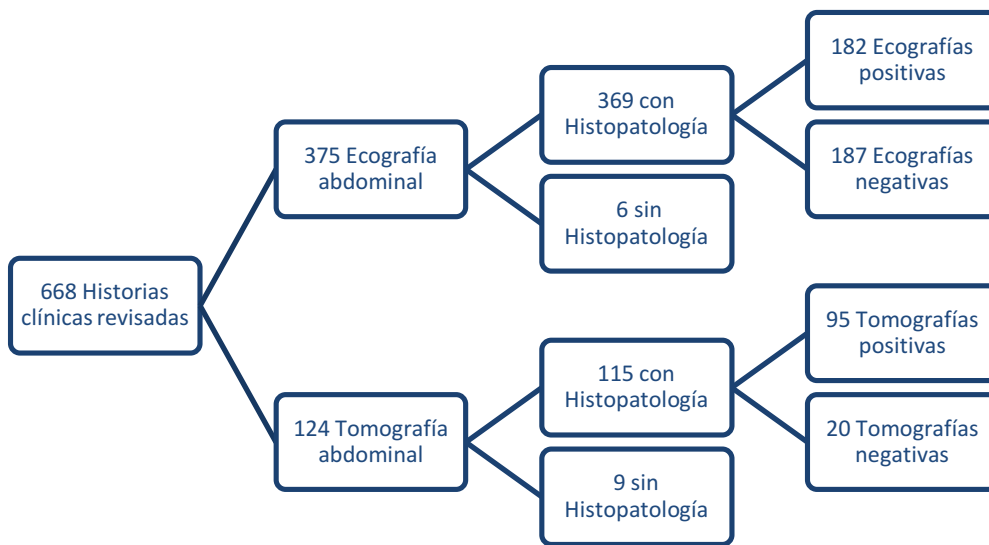 668 Historias
clínicas revisadas
375 Ecografía
abdominal
369 con
Histopatología
182 Ecografías
positivas
187 Ecografías
negativas
6 sin
Histopatología
124 Tomografía
abdominal
115 con
Histopatología
95 Tomografías
positivas
20 Tomografías
negativas
9 sin
Histopatología